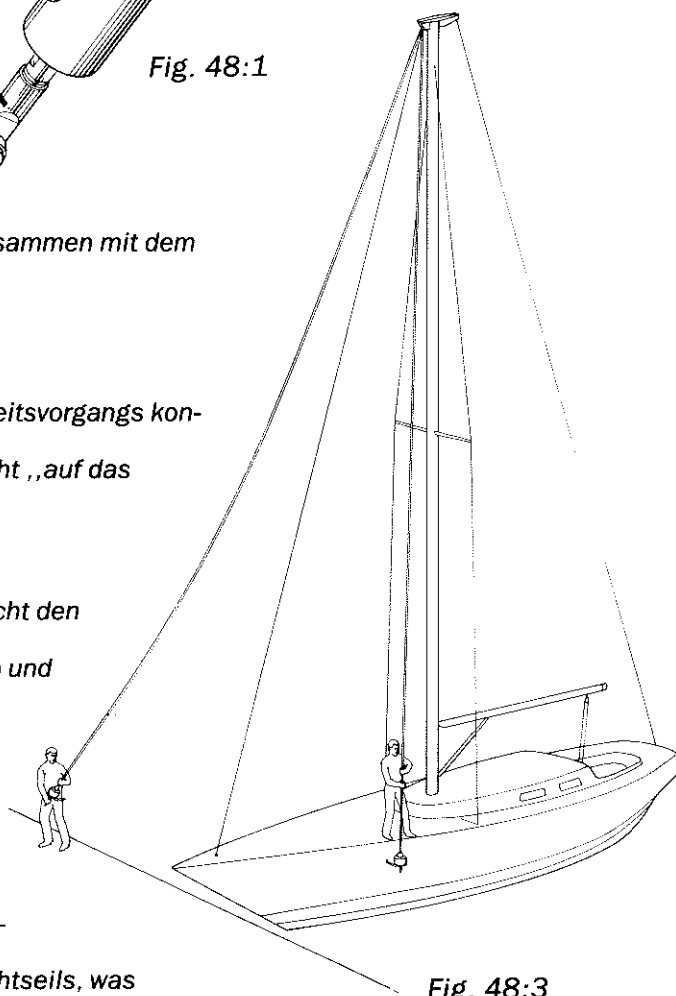 Fig. 48:1
sammen mit dem
eitsvorgangs kon-
ht ,,auf das
cht den
und
htseils, was
Fig. 48:3